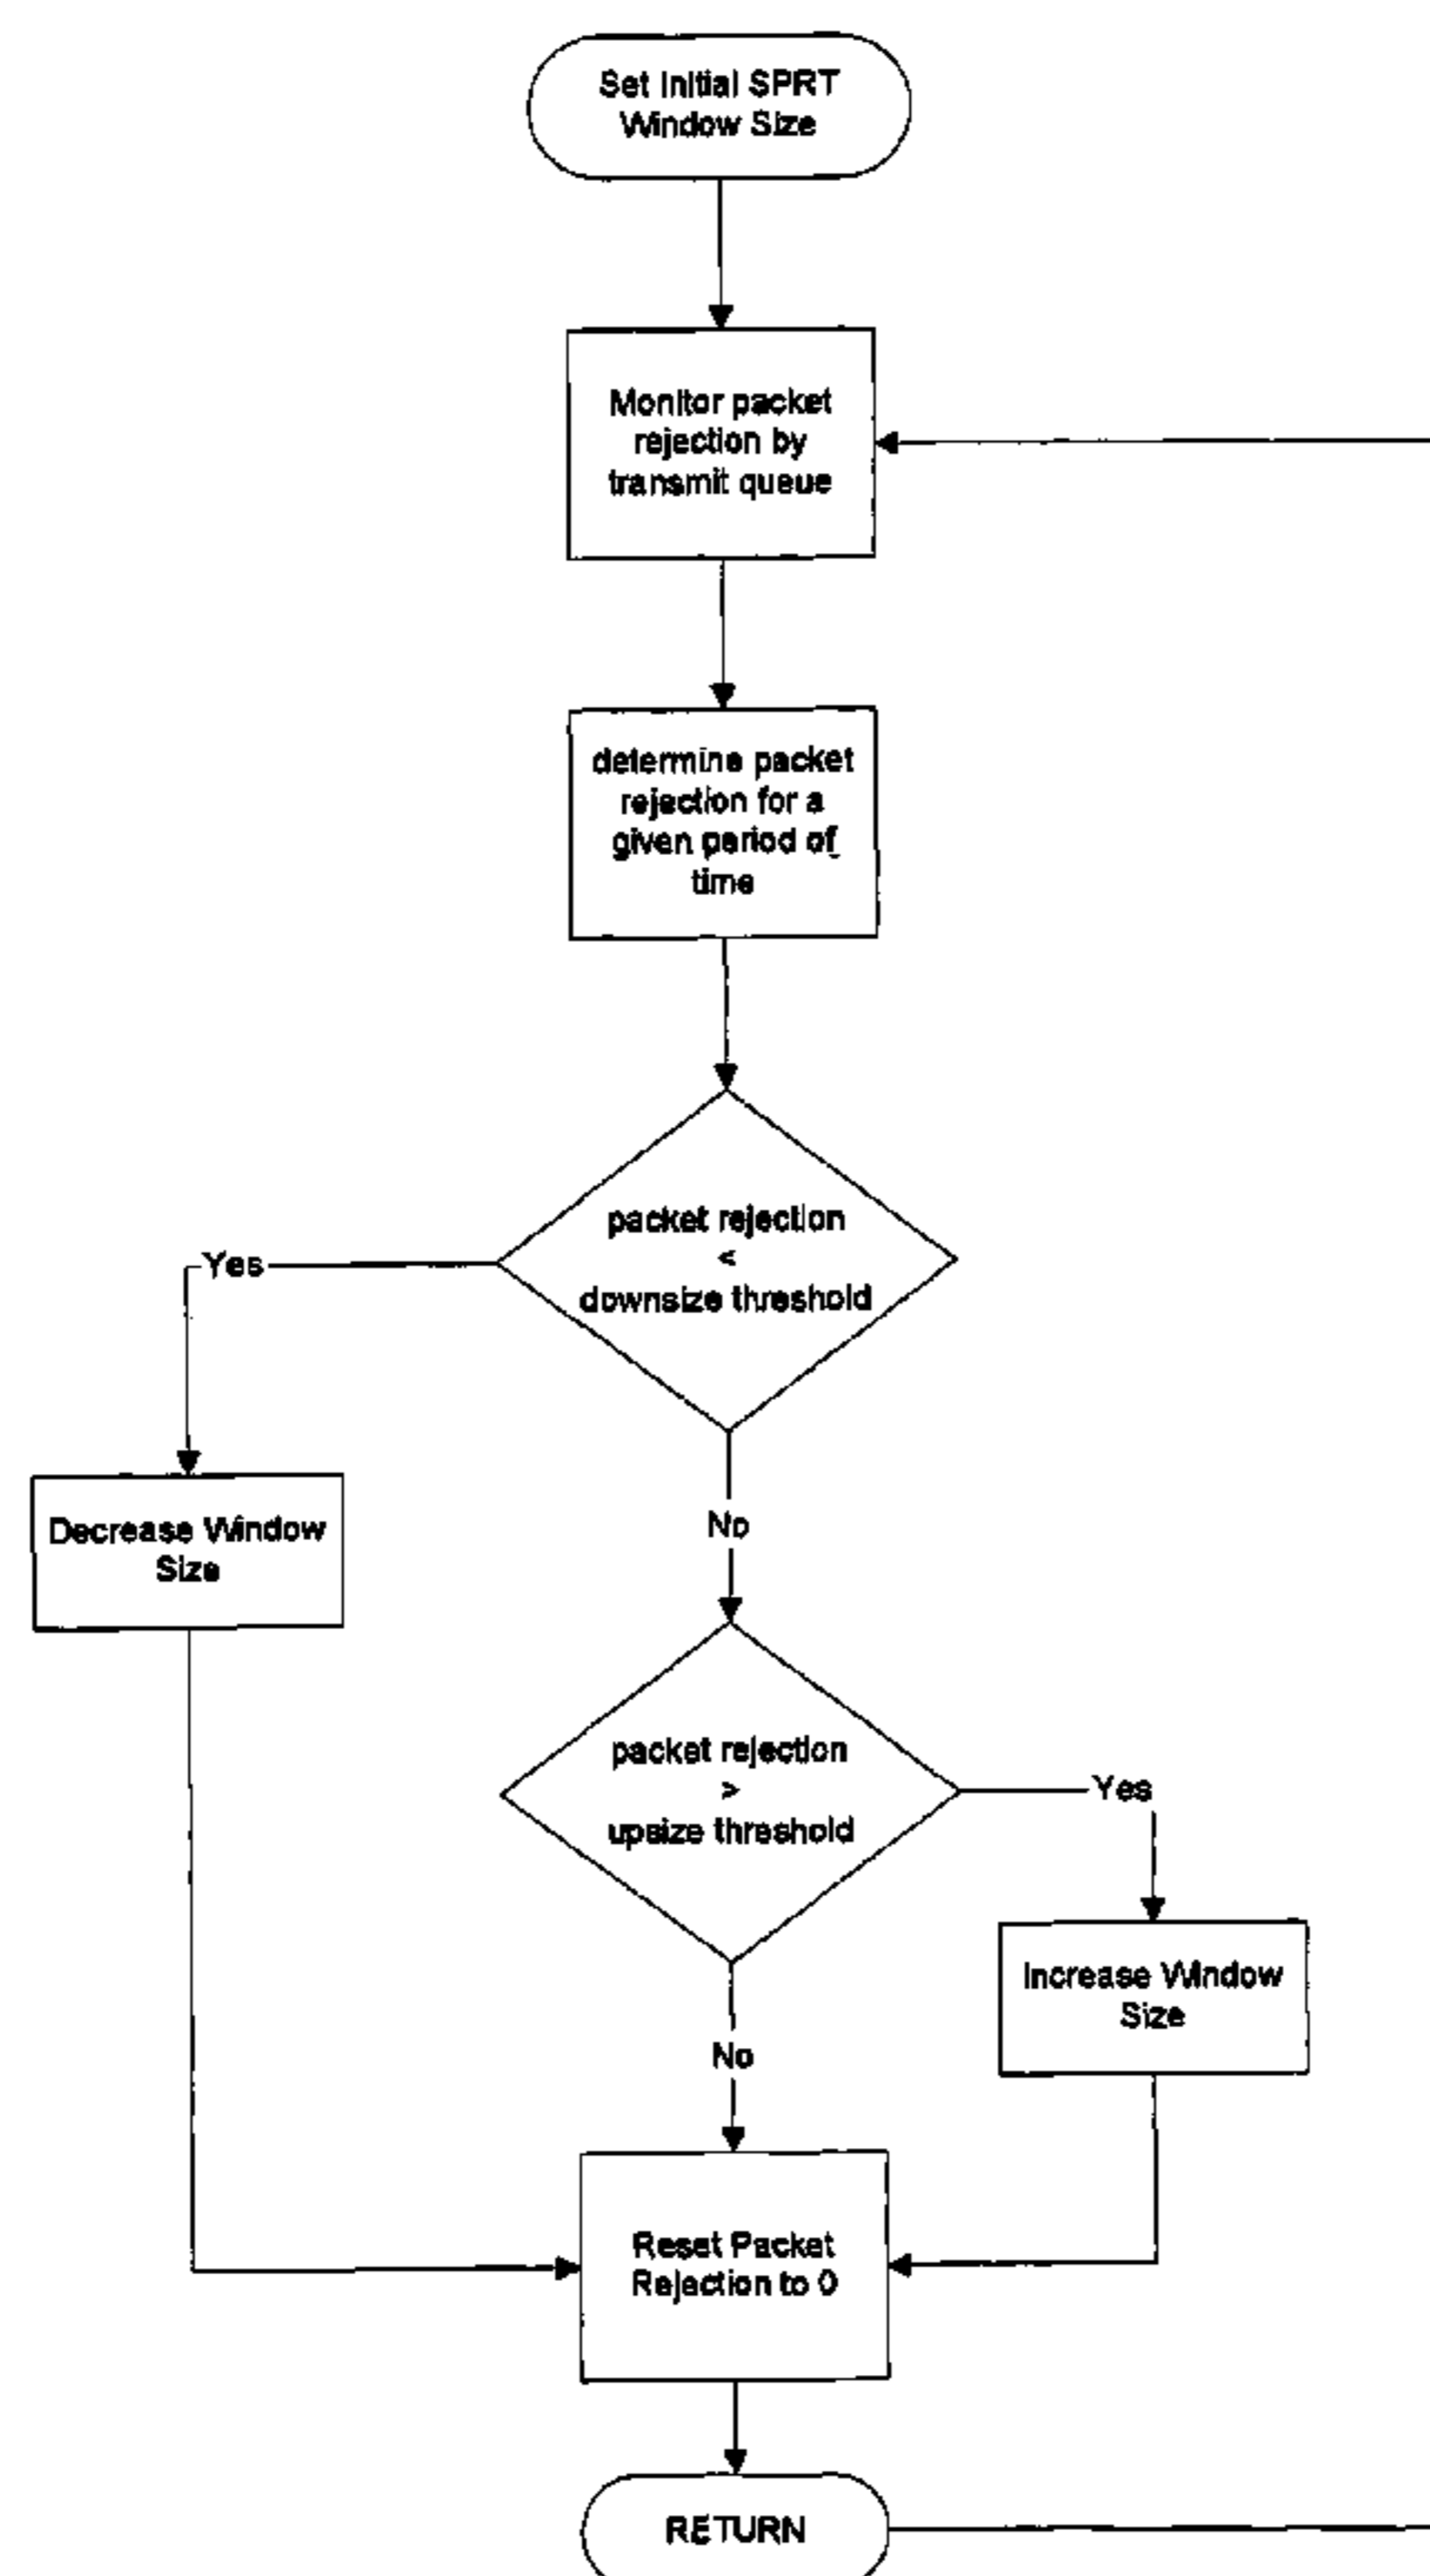 Set Initial SPRT
Window Size
Monitor packet
rejection by
transmit queue
determine packet
rejection for a
given period of
time
packet rejection
<
downsize threshold
Yes
No
Decrease Window
Size
packet rejection
>
upsize threshold
Yes
Increase Window
Size
No
Reset Packet
Rejection to 0
RETURN